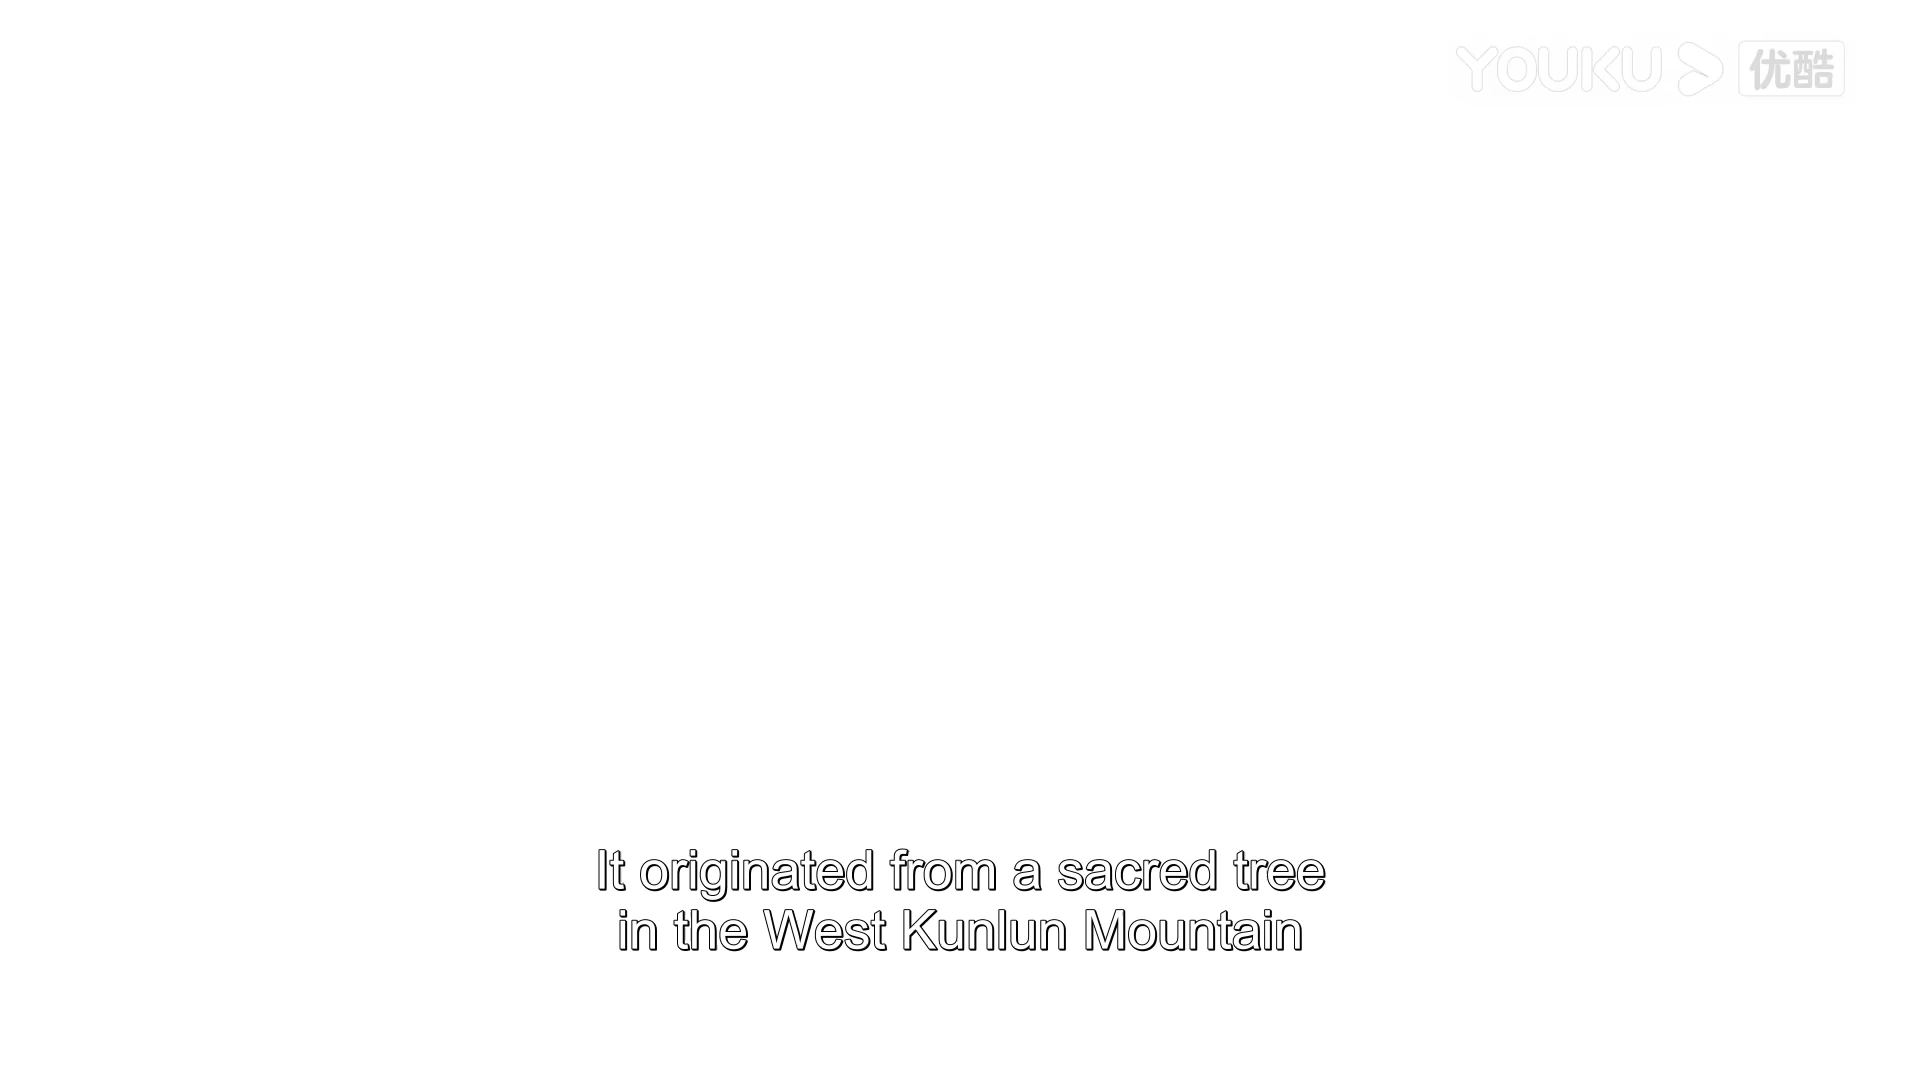 YOUKU 优酷
It originated from a sacred tree
in the West Kunlun Mountain